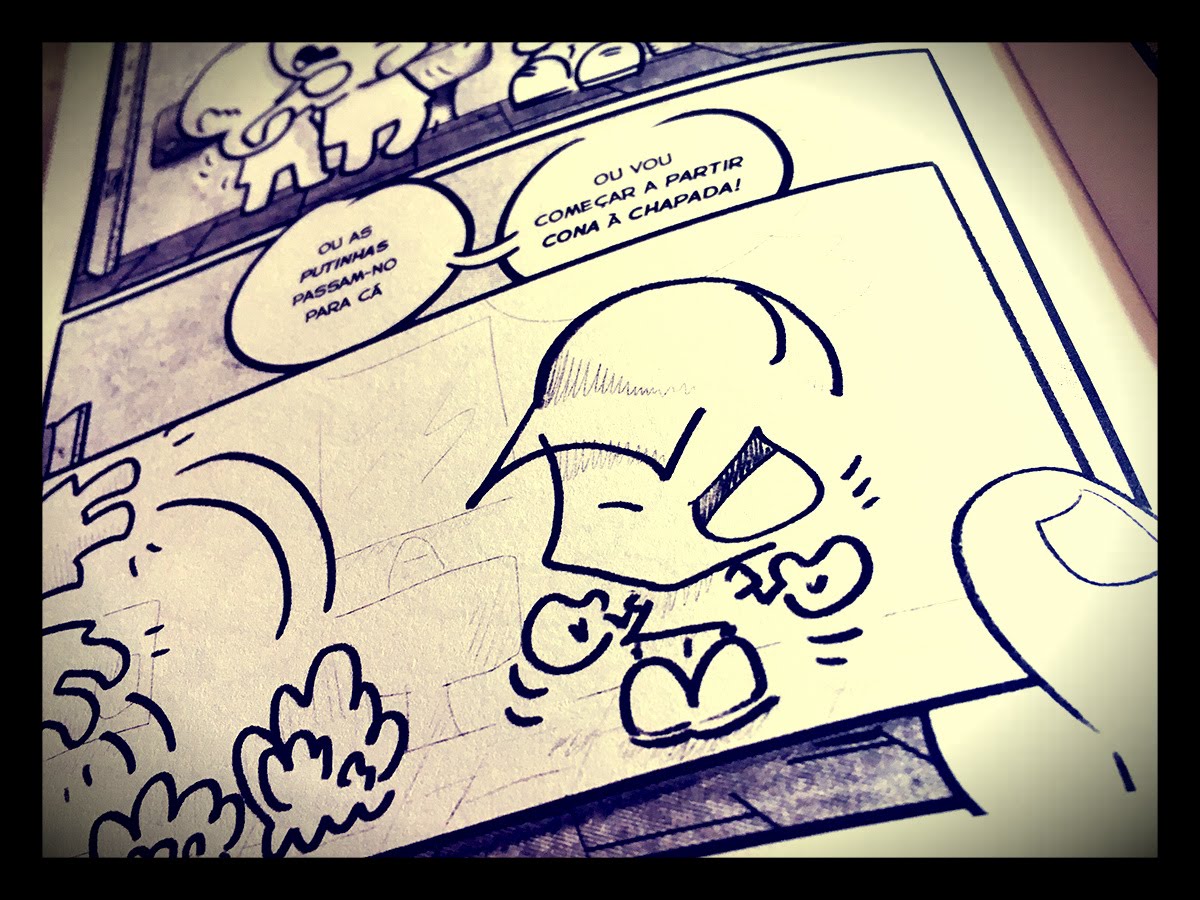 OU AS
PUTINHAS
PASSAM-NO
PARA CÁ
OU VOU
COMEÇAR A PARTIR
CONA À CHAPADA!